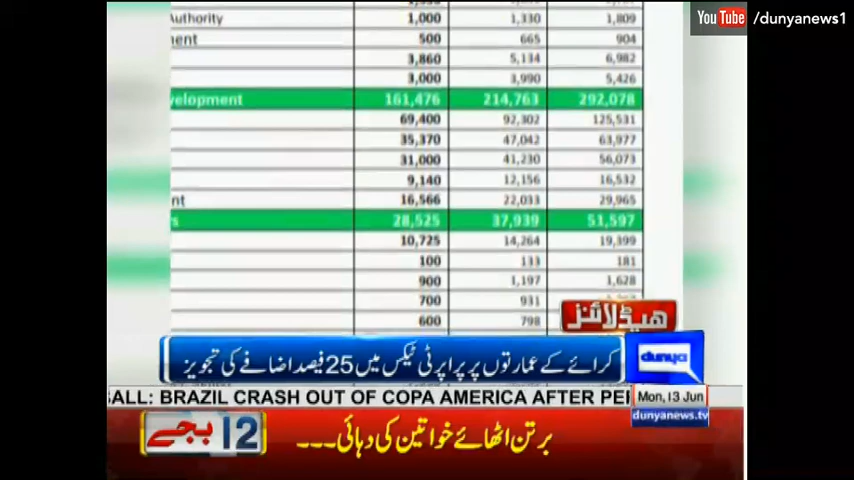 You Tube /dunyanews1
Authority 1,000 1,330 1,809
500 665 904
3,860 5,134 6,982
3,000 3,990 5,426
velopment 161,476 214,763 292,078
69,400 92,302 125,531
35,370 47,042 63,977
31,000 41,230 56,073
9,140 12,156 16,532
16,566 22,033 29,965
28,525 37,939 51,597
10,725 14,264 19,399
100 133 181
900 1,197 1,628
700 931
600 798
ہیڈلائنز
کرائے کے عمارتوں پر پراپرٹی ٹیکس میں 25 فیصد اضافے کی تجویز
dunya
BALL: BRAZIL CRASH OUT OF COPA AMERICA AFTER PER
Mon,13 Jun
dunyanews.tv
12 بجے
برتن اٹھائے خواتین کی دہائی ...